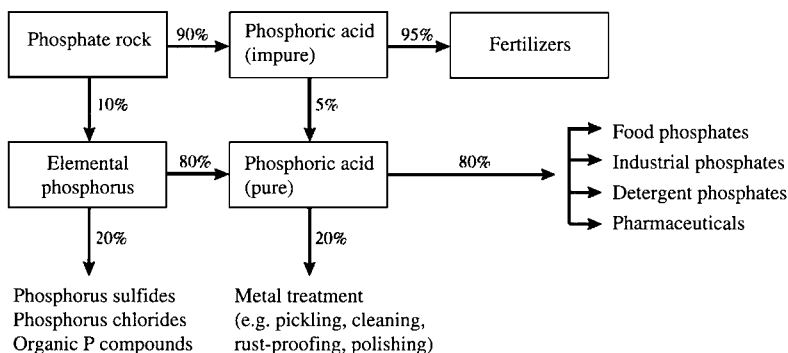 Phosphate rock
90%
Phosphoric acid
(impure)
95%
Fertilizers
10%
5%
Elemental
phosphorus
80%
Phosphoric acid
(pure)
80%
Food phosphates
Industrial phosphates
Detergent phosphates
Pharmaceuticals
20%
20%
Phosphorus sulfides
Phosphorus chlorides
Organic P compounds
Metal treatment
(e.g. pickling, cleaning,
rust-proofing, polishing)